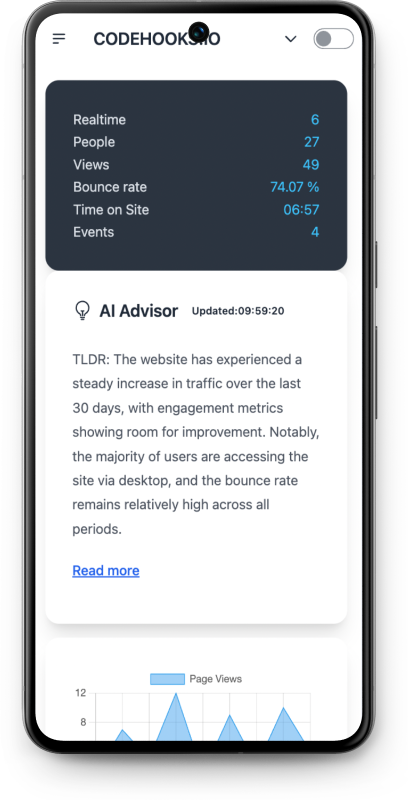 CODEHOOKS.IO
Realtime 6
People 27
Views 49
Bounce rate 74.07 %
Time on Site 06:57
Events 4
AI Advisor Updated:09:59:20
TLDR: The website has experienced a
steady increase in traffic over the last
30 days, with engagement metrics
showing room for improvement. Notably,
the majority of users are accessing the
site via desktop, and the bounce rate
remains relatively high across all
periods.
Read more
Page Views
12
8